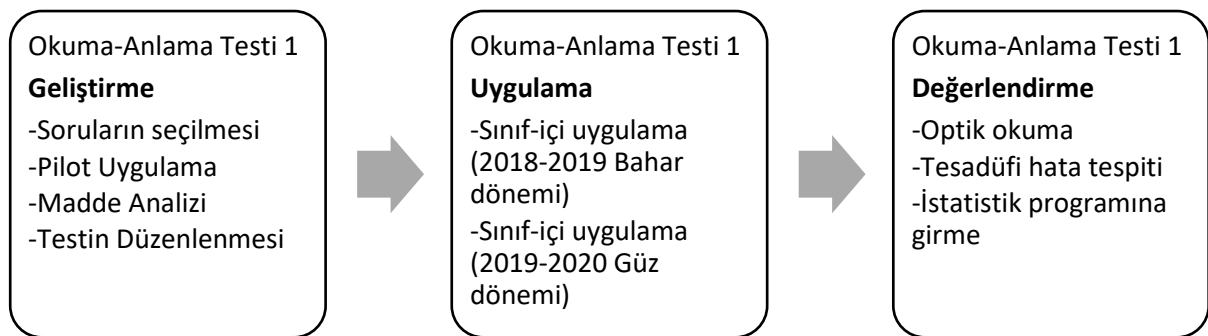 Okuma-Anlama Testi 1
Geliştirme
-Soruların seçilmesi
-Pilot Uygulama
-Madde Analizi
-Testin Düzenlenmesi
Okuma-Anlama Testi 1
Uygulama
-Sınıf-içi uygulama
(2018-2019 Bahar
dönemi)
-Sınıf-içi uygulama
(2019-2020 Güz
dönemi)
Okuma-Anlama Testi 1
Değerlendirme
-Optik okuma
-Tesadüfi hata tespiti
-İstatistik programına
girme